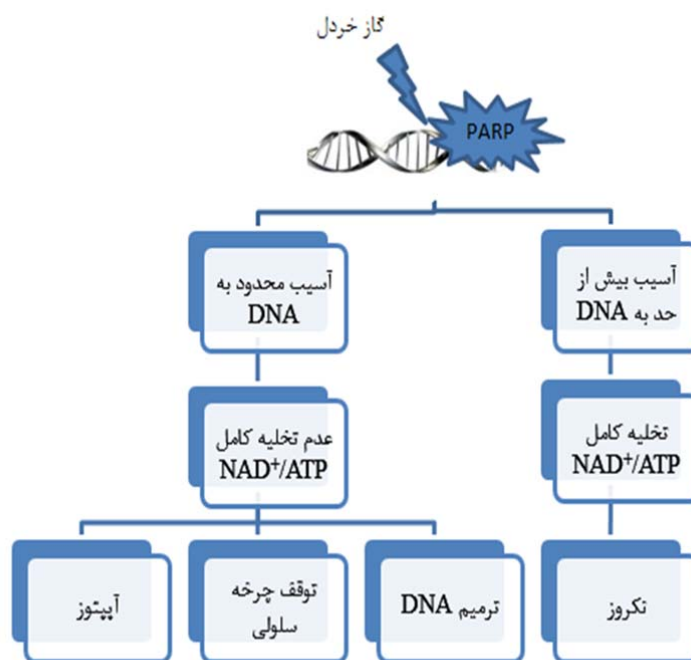 گاز خردل
PARP
آسیب بیش از
حد به DNA
آسیب محدود به
DNA
تخلیه کامل
NAD⁺/ATP
عدم تخلیه کامل
NAD⁺/ATP
نکروز
ترمیم DNA
توقف چرخه
سلولی
آپپتوز